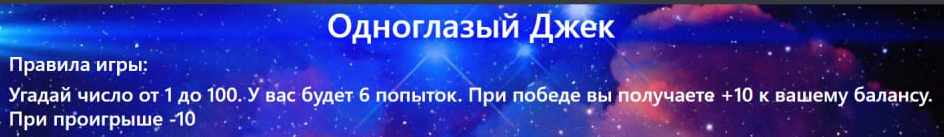 Одноглазый Джек
Правила игры:
Угадай число от 1 до 100. У вас будет 6 попыток. При победе вы получаете +10 к вашему балансу.
При проигрыше -10